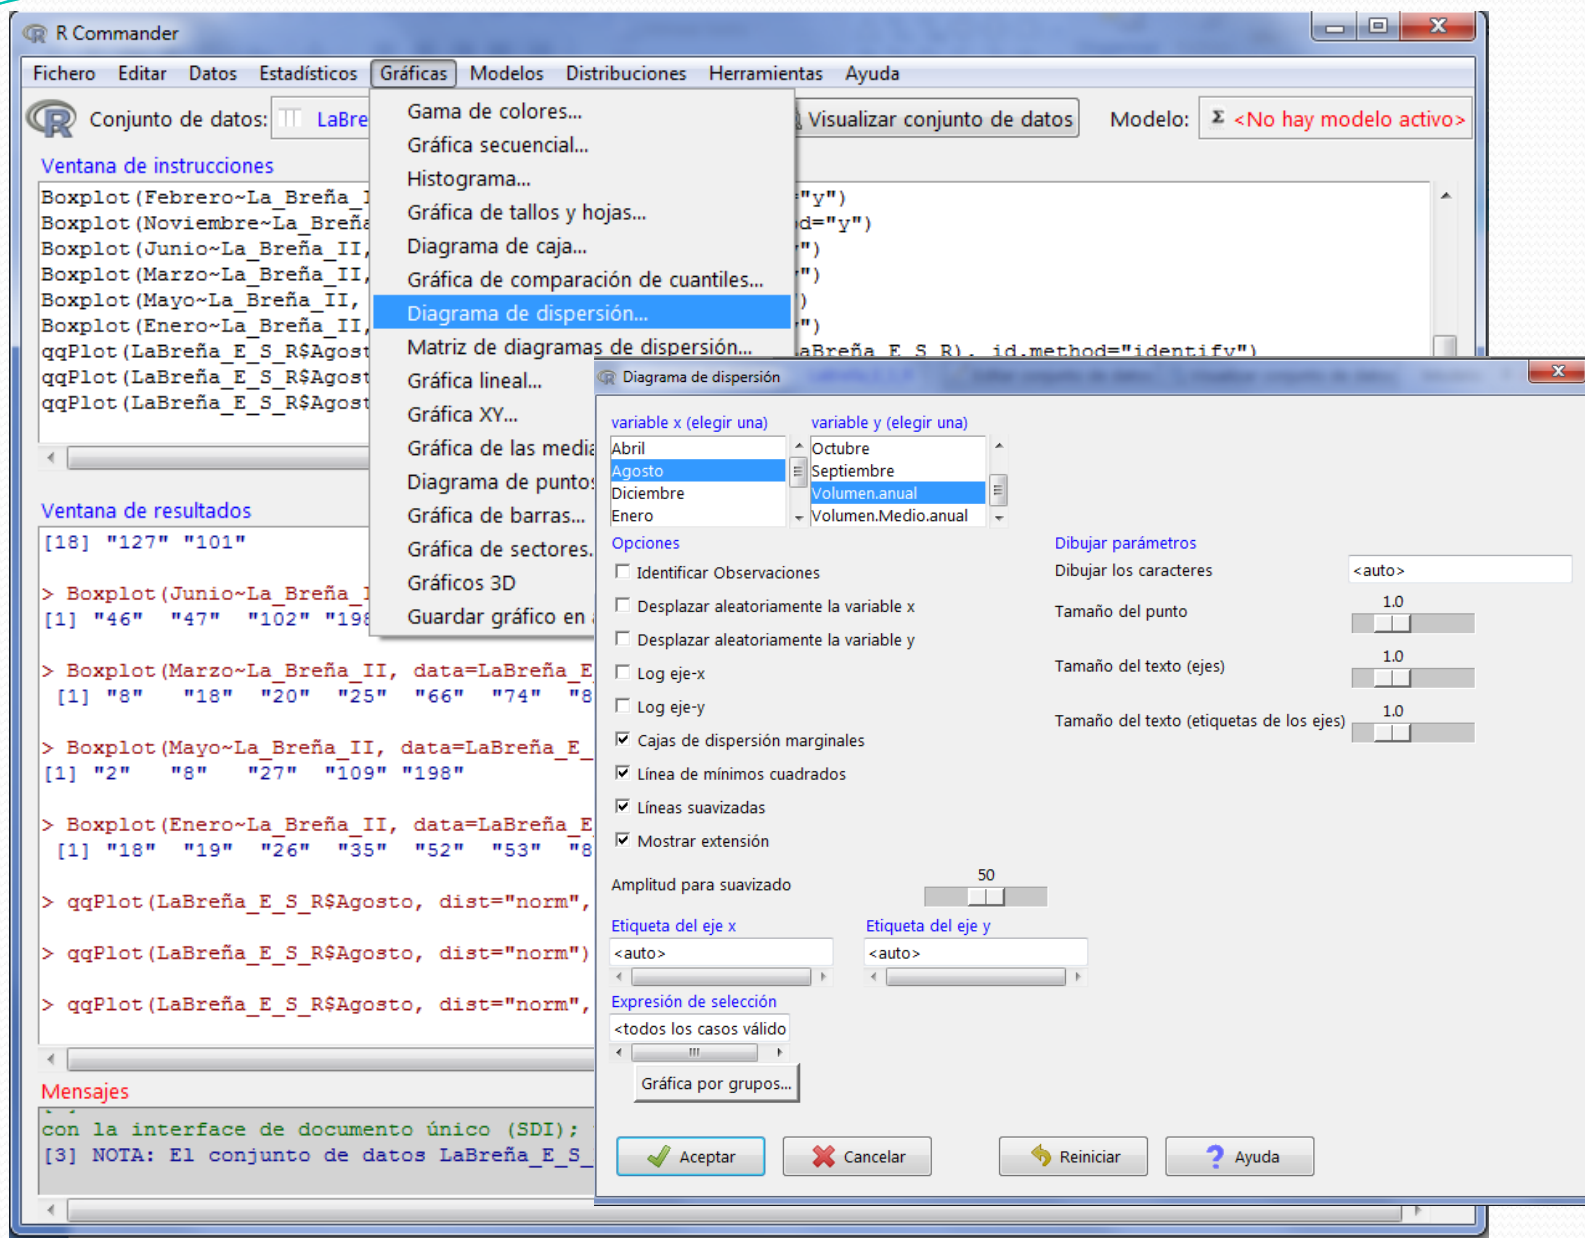 R Commander
Fichero Editar Datos Estadísticos Gráficas Modelos Distribuciones Herramientas Ayuda
Conjunto de datos: LaBre Visualizar conjunto de datos Modelo: Σ <No hay modelo activo>
Gama de colores...
Gráfica secuencial...
Histograma...
Gráfica de tallos y hojas...
Diagrama de caja...
Gráfica de comparación de cuantiles...
Diagrama de dispersión...
Matriz de diagramas de dispersión...
Gráfica lineal...
Gráfica XY...
Gráfica de las media
Diagrama de puntos
Gráfica de barras...
Gráfica de sectores..
Gráficos 3D
Guardar gráfico en
Ventana de instrucciones
Boxplot(Febrero~La_Breña_ ="y")
Boxplot(Noviembre~La_Breña d="y")
Boxplot(Junio~La_Breña_II, ")
Boxplot(Marzo~La_Breña_II, ")
Boxplot(Mayo~La_Breña_II, )
Boxplot(Enero~La_Breña_II, ")
qqPlot(LaBreña_E_S_R$Agost aBreña_E_S_R), id.method="identify")
qqPlot(LaBreña_E_S_R$Agost
qqPlot(LaBreña_E_S_R$Agost
Ventana de resultados
[18] "127" "101"
> Boxplot(Junio~La_Breña_I
[1] "46" "47" "102" "198
> Boxplot(Marzo~La_Breña_II, data=LaBreña_E
[1] "8" "18" "20" "25" "66" "74" "8
> Boxplot(Mayo~La_Breña_II, data=LaBreña_E_
[1] "2" "8" "27" "109" "198"
> Boxplot(Enero~La_Breña_II, data=LaBreña_E
[1] "18" "19" "26" "35" "52" "53" "8
> qqPlot(LaBreña_E_S_R$Agosto, dist="norm",
> qqPlot(LaBreña_E_S_R$Agosto, dist="norm")
> qqPlot(LaBreña_E_S_R$Agosto, dist="norm",
Mensajes
con la interface de documento único (SDI);
[3] NOTA: El conjunto de datos LaBreña_E_S_
Diagrama de dispersión
variable x (elegir una) variable y (elegir una)
Abril Octubre
Agosto Septiembre
Diciembre Volumen.anual
Enero Volumen.Medio.anual
Opciones Dibujar parámetros
Identificar Observaciones Dibujar los caracteres <auto>
Desplazar aleatoriamente la variable x Tamaño del punto 1.0
Desplazar aleatoriamente la variable y
Log eje-x Tamaño del texto (ejes) 1.0
Log eje-y Tamaño del texto (etiquetas de los ejes) 1.0
Cajas de dispersión marginales
Línea de mínimos cuadrados
Líneas suavizadas
Mostrar extensión
Amplitud para suavizado 50
Etiqueta del eje x Etiqueta del eje y
<auto> <auto>
Expresión de selección
<todos los casos válido
Gráfica por grupos...
Aceptar Cancelar Reiniciar Ayuda